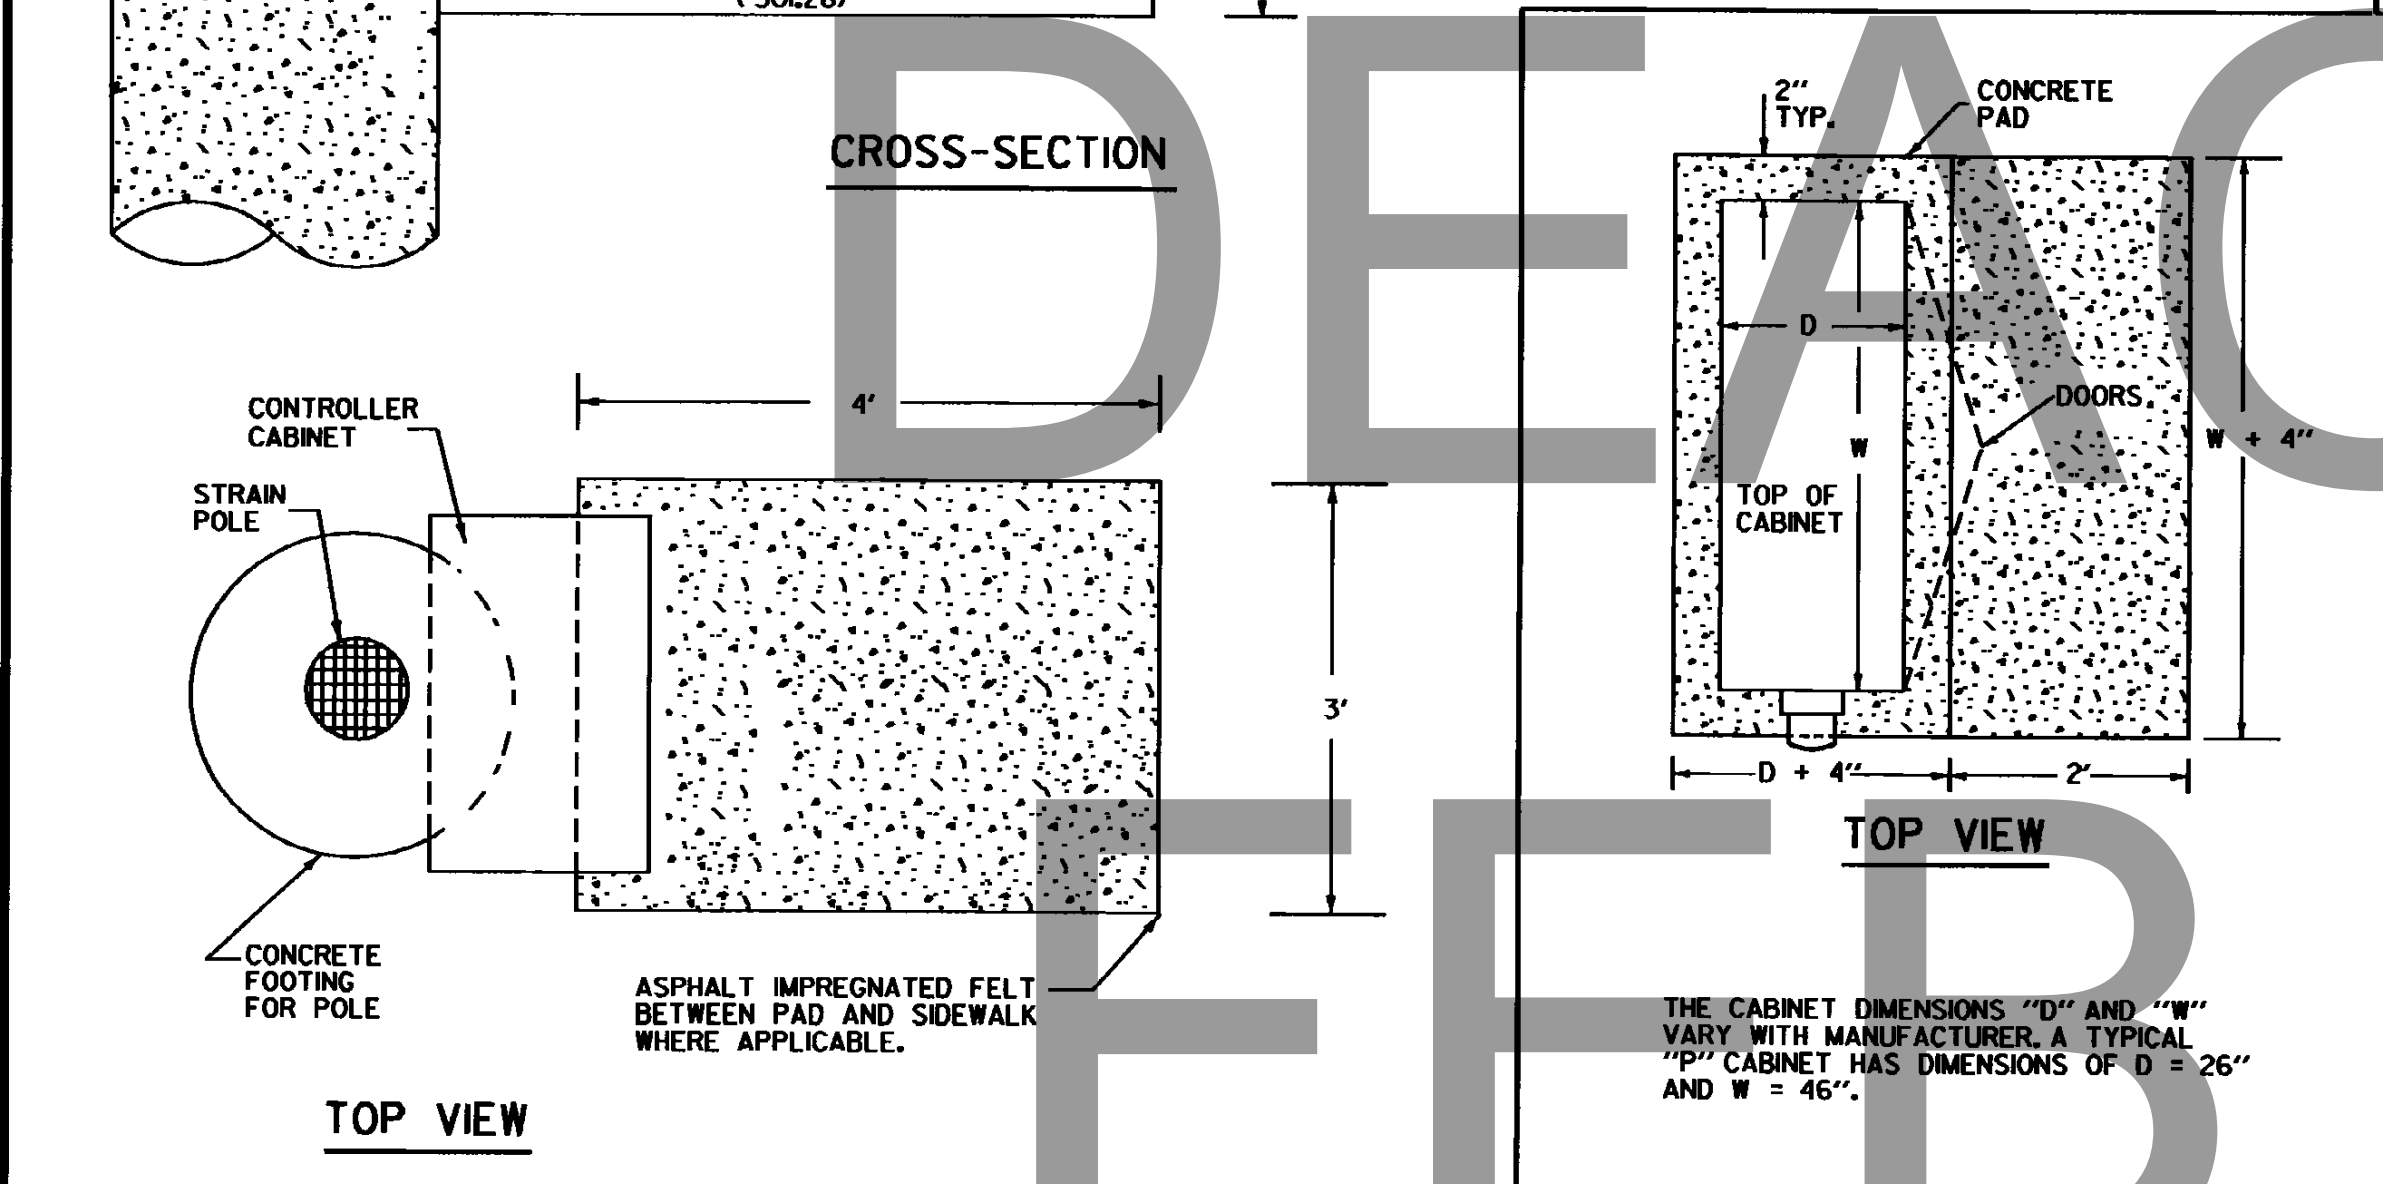 CROSS-SECTION
CONTROLLER
CABINET
STRAIN
POLE
4'
3'
CONCRETE
FOOTING
FOR POLE
ASPHALT IMPREGNATED FELT
BETWEEN PAD AND SIDEWALK
WHERE APPLICABLE.
TOP VIEW
2"
TYP.
CONCRETE
PAD
D
DOORS
W
W + 4"
TOP OF
CABINET
D + 4"
2'
TOP VIEW
THE CABINET DIMENSIONS "D" AND "W"
VARY WITH MANUFACTURER. A TYPICAL
"P" CABINET HAS DIMENSIONS OF D = 26"
AND W = 46".